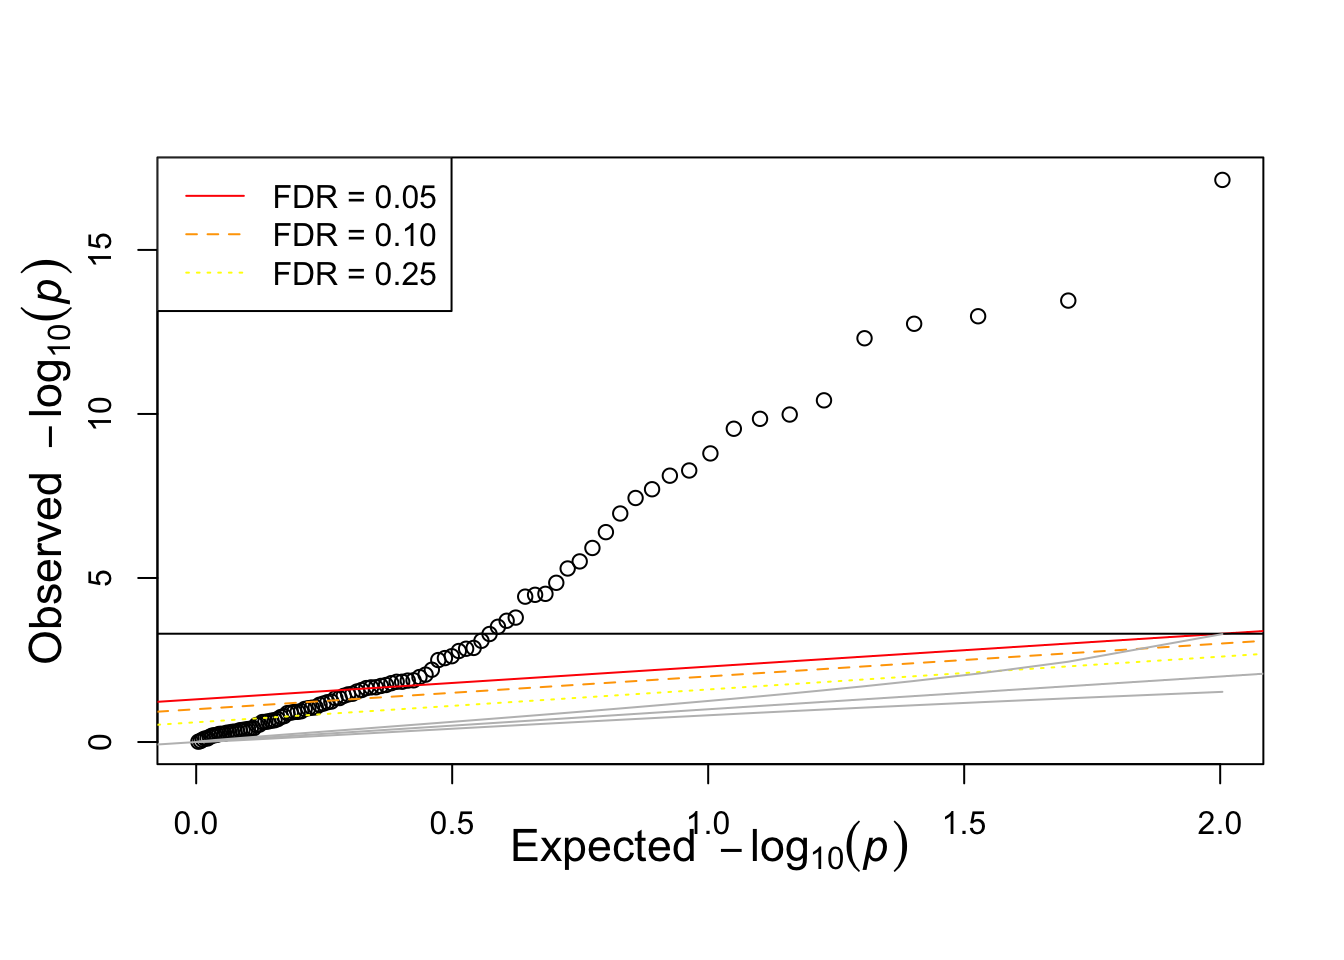 FDR = 0.05
FDR = 0.10
FDR = 0.25
Observed −log10(p)
15
10
5
0
0.0 0.5 1.0 1.5 2.0
Expected −log10(p)